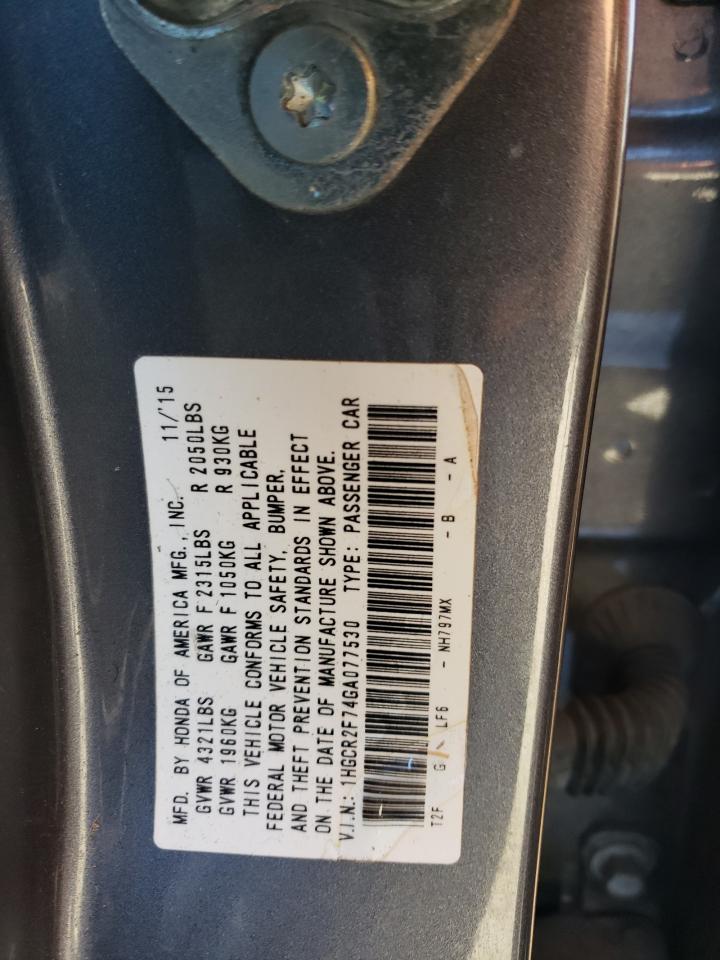 MFD. BY HONDA OF AMERICA MFG., INC. 11/'15
GVWR 4321LBS GAWR F 2315LBS R 2050LBS
GVWR 1960KG GAWR F 1050KG R 930KG
THIS VEHICLE CONFORMS TO ALL APPLICABLE
FEDERAL MOTOR VEHICLE SAFETY, BUMPER,
AND THEFT PREVENTION STANDARDS IN EFFECT
ON THE DATE OF MANUFACTURE SHOWN ABOVE.
V.I.N.: 1HGCR2F74GA077530 TYPE: PASSENGER CAR
T2F G LF6 - NH797MX - B - A